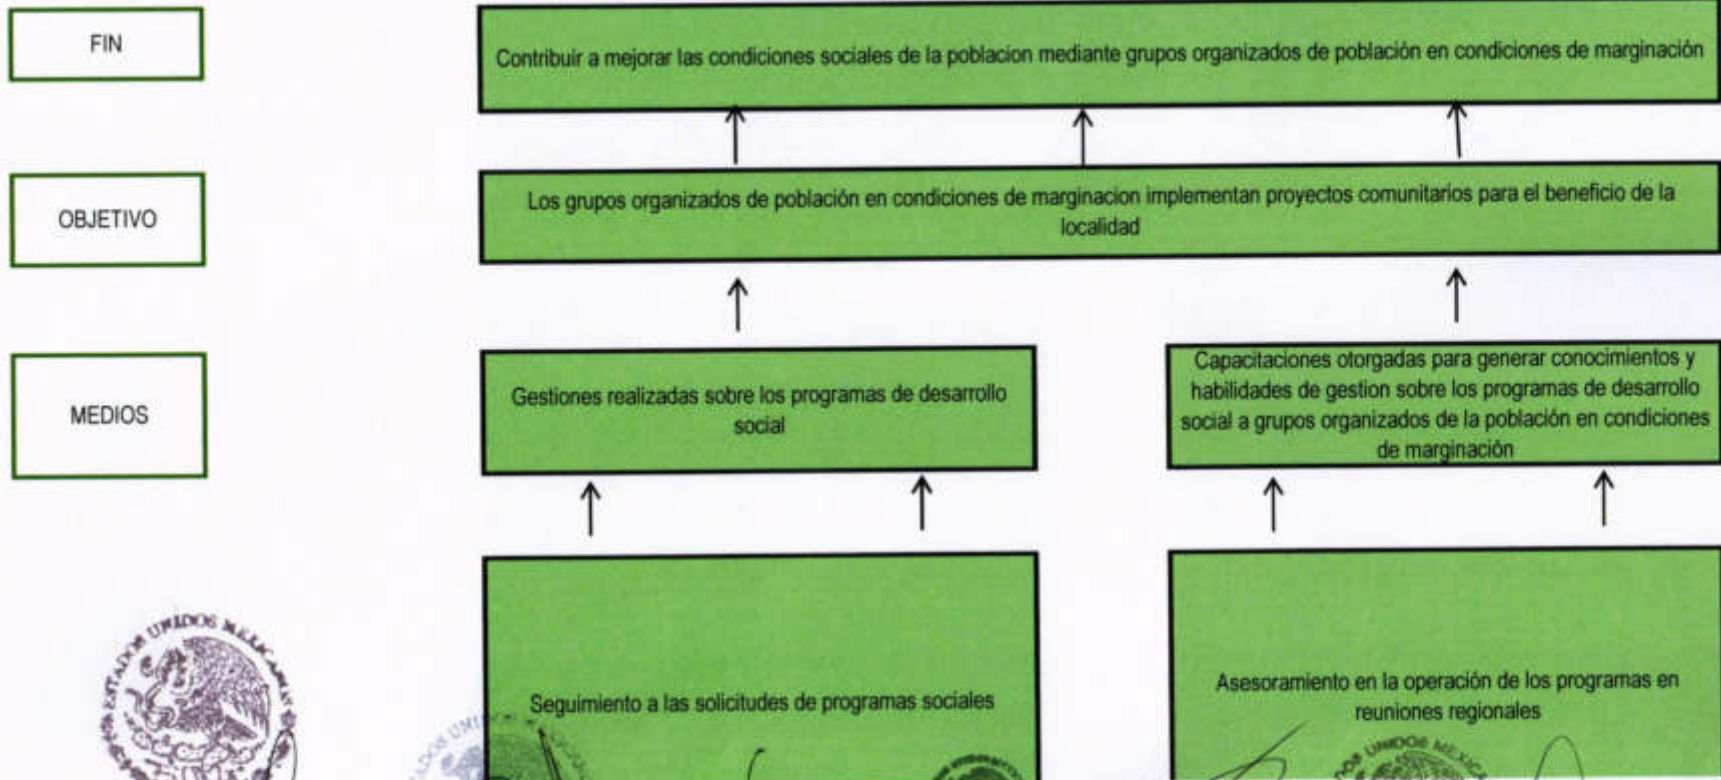 FIN
Contribuir a mejorar las condiciones sociales de la poblacion mediante grupos organizados de población en condiciones de marginación
OBJETIVO
Los grupos organizados de población en condiciones de marginacion implementan proyectos comunitarios para el beneficio de la
localidad
MEDIOS
Gestiones realizadas sobre los programas de desarrollo
social
Capacitaciones otorgadas para generar conocimientos y
habilidades de gestion sobre los programas de desarrollo
social a grupos organizados de la población en condiciones
de marginación
Seguimiento a las solicitudes de programas sociales
Asesoramiento en la operación de los programas en
reuniones regionales
ESTADOS UNIDOS MEXICANOS